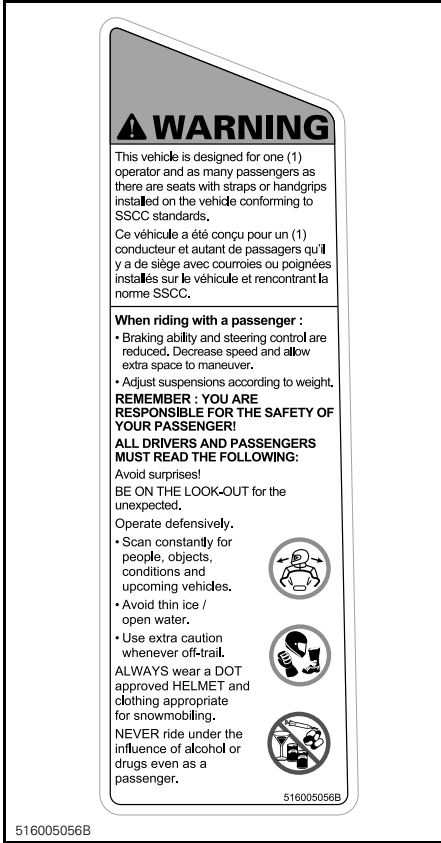 WARNING
This vehicle is designed for one (1)
operator and as many passengers as
there are seats with straps or handgrips
installed on the vehicle conforming to
SSCC standards.
Ce véhicule a été conçu pour un (1)
conducteur et autant de passagers qu'il
y a de siège avec courroies ou poignées
installés sur le véhicule et rencontrant la
norme SSCC.
When riding with a passenger :
• Braking ability and steering control are
reduced. Decrease speed and allow
extra space to maneuver.
• Adjust suspensions according to weight.
REMEMBER : YOU ARE
RESPONSIBLE FOR THE SAFETY OF
YOUR PASSENGER!
ALL DRIVERS AND PASSENGERS
MUST READ THE FOLLOWING:
Avoid surprises!
BE ON THE LOOK-OUT for the
unexpected.
Operate defensively.
• Scan constantly for
people, objects,
conditions and
upcoming vehicles.
• Avoid thin ice /
open water.
• Use extra caution
whenever off-trail.
ALWAYS wear a DOT
approved HELMET and
clothing appropriate
for snowmobiling.
NEVER ride under the
influence of alcohol or
drugs even as a
passenger.
516005056B
516005056B